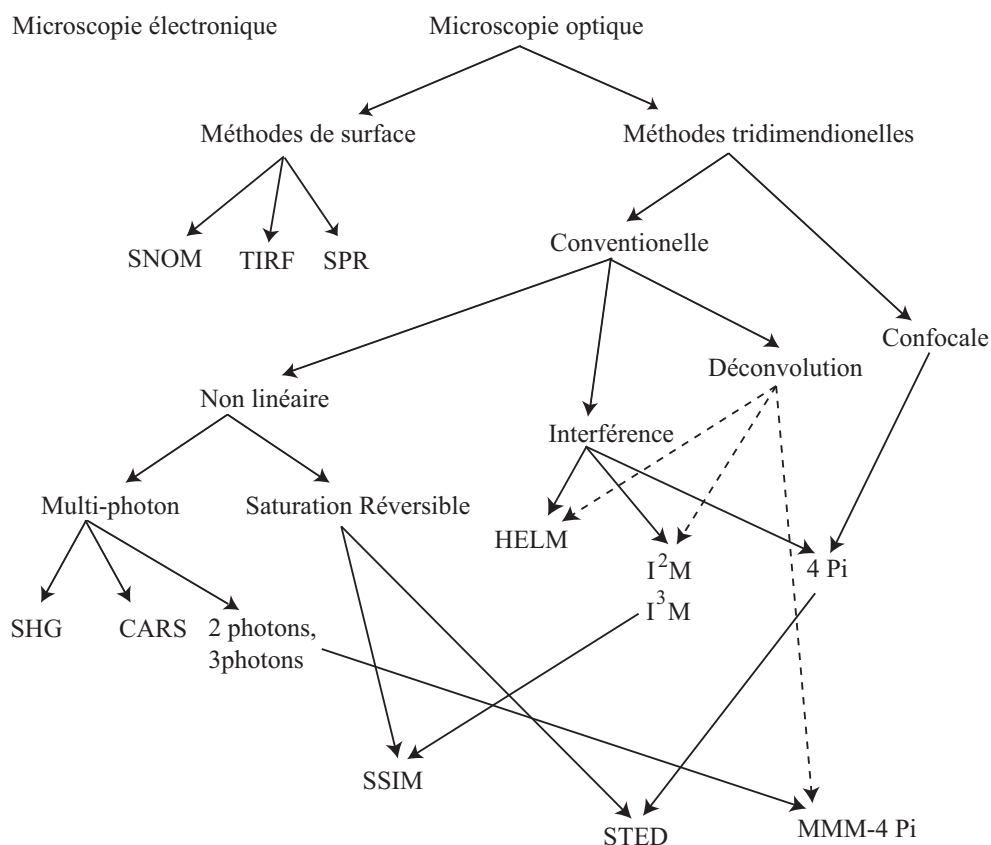 Microscopie électronique
Microscopie optique
Méthodes de surface
Méthodes tridimendionelles
SNOM
TIRF
SPR
Conventionelle
Confocale
Déconvolution
Non linéaire
Interférence
Multi-photon
Saturation Réversible
HELM
I²M
I³M
4 Pi
SHG
CARS
2 photons,
3photons
SSIM
STED
MMM-4 Pi